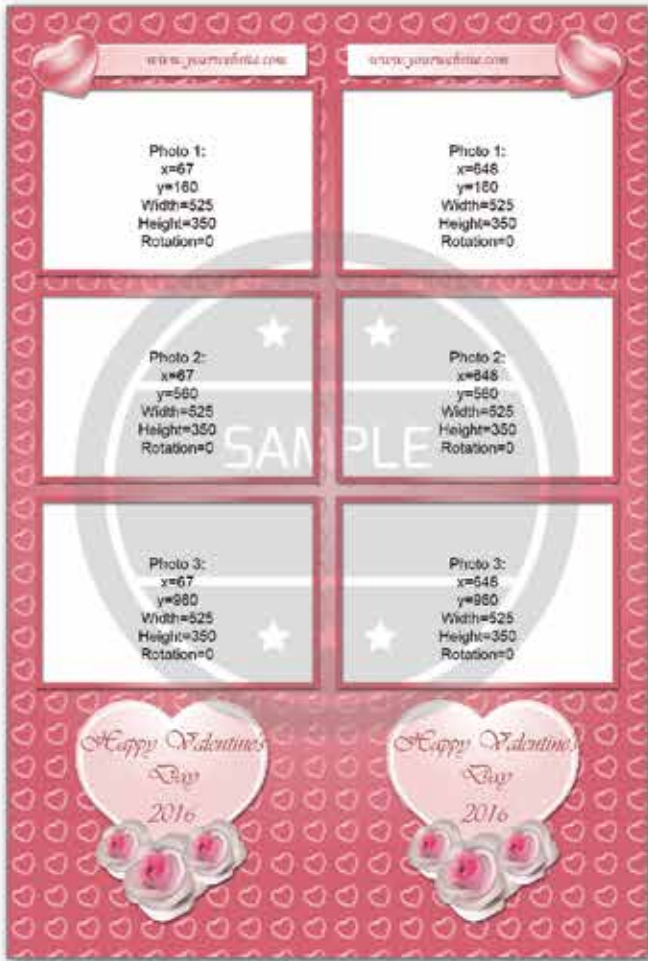 www.yourwebsite.com
www.yourwebsite.com
Photo 1:
x=67
y=160
Width=525
Height=350
Rotation=0
Photo 1:
x=648
y=160
Width=525
Height=350
Rotation=0
Photo 2:
x=67
y=560
Width=525
Height=350
Rotation=0
Photo 2:
x=648
y=560
Width=525
Height=350
Rotation=0
SAMPLE
Photo 3:
x=67
y=960
Width=525
Height=350
Rotation=0
Photo 3:
x=648
y=960
Width=525
Height=350
Rotation=0
Happy Valentine's
Day
2016
Happy Valentine's
Day
2016